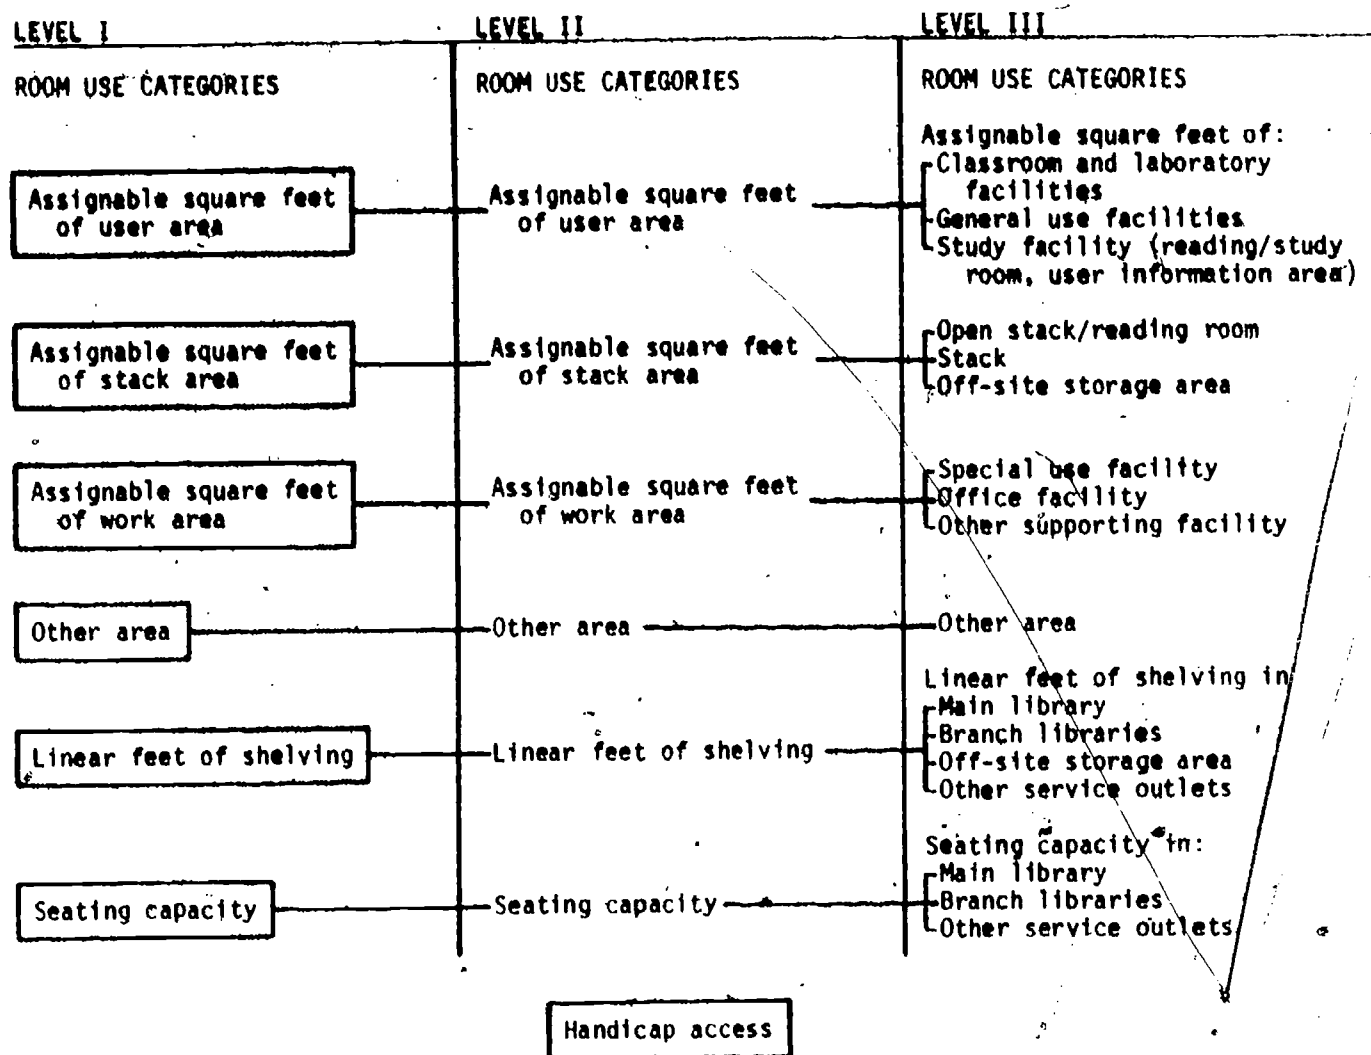 LEVEL I
ROOM USE CATEGORIES
Assignable square feet
of user area
Assignable square feet
of stack area
Assignable square feet
of work area
Other area
Linear feet of shelving
Seating capacity
LEVEL II
ROOM USE CATEGORIES
Assignable square feet
of user area
Assignable square feet
of stack area
Assignable square feet
of work area
Other area
Linear feet of shelving
Seating capacity
LEVEL III
ROOM USE CATEGORIES
Assignable square feet of:
Classroom and laboratory
facilities
General use facilities
Study facility (reading/study
room, user information area)
Open stack/reading room
Stack
Off-site storage area
Special use facility
Office facility
Other supporting facility
Other area
Linear feet of shelving in
Main library
Branch libraries
Off-site storage area
Other service outlets
Seating capacity in:
Main library
Branch libraries
Other service outlets
Handicap access